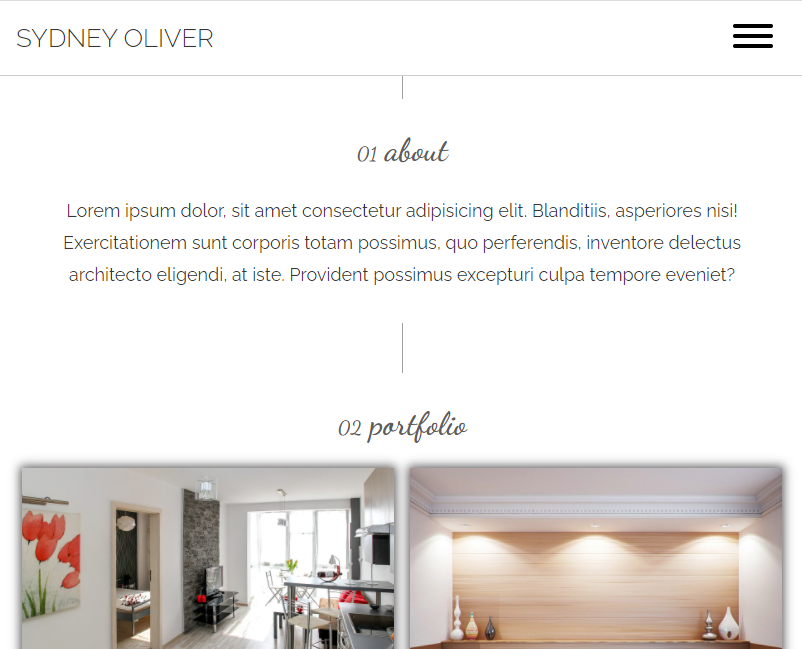 SYDNEY OLIVER
01 about
Lorem ipsum dolor, sit amet consectetur adipisicing elit. Blanditiis, asperiores nisi!
Exercitationem sunt corporis totam possimus, quo perferendis, inventore delectus
architecto eligendi, at iste. Provident possimus excepturi culpa tempore eveniet?
02 portfolio